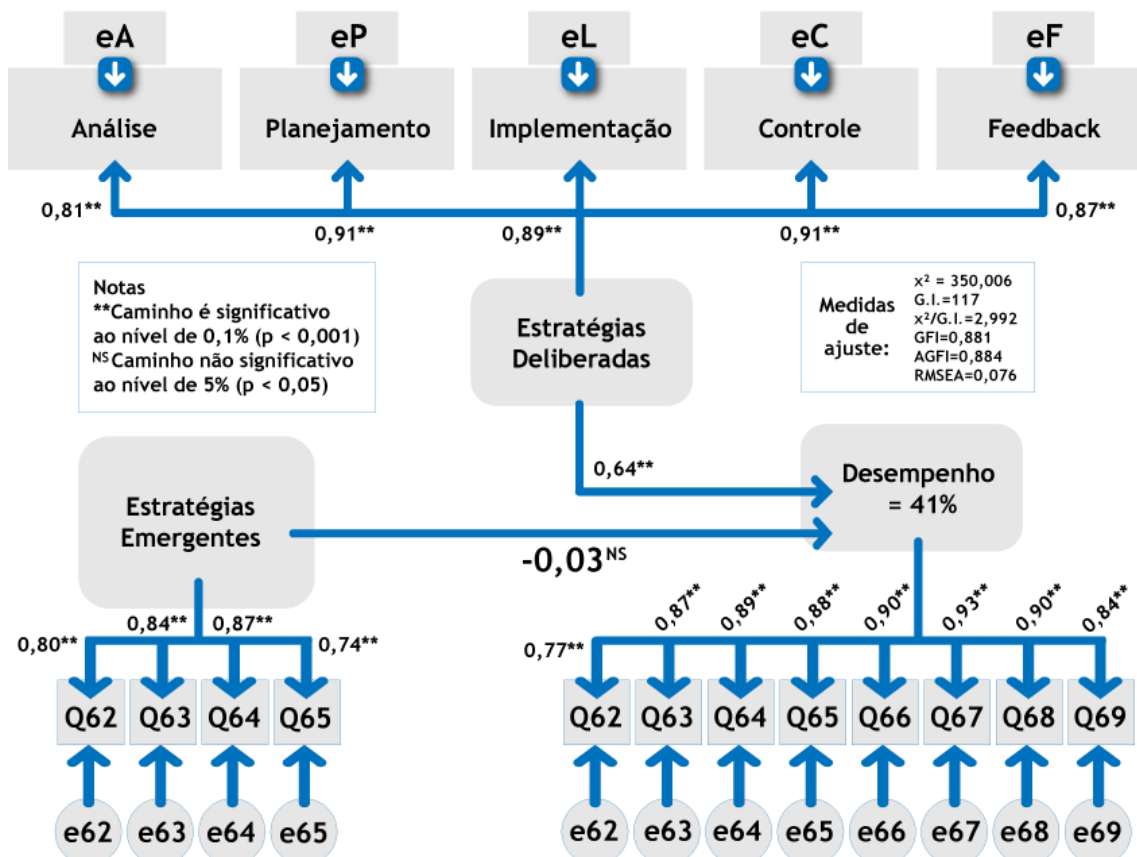 eA
eP
eL
eC
eF
Análise
Planejamento
Implementação
Controle
Feedback
0,81**
0,91**
0,89**
0,91**
0,87**
Notas
**Caminho é significativo
ao nível de 0,1% (p < 0,001)
NS Caminho não significativo
ao nível de 5% (p < 0,05)
Estratégias
Deliberadas
Medidas
de
ajuste:
x² = 350,006
G.I.=117
x²/G.I.=2,992
GFI=0,881
AGFI=0,884
RMSEA=0,076
0,64**
Desempenho
= 41%
Estratégias
Emergentes
-0,03 NS
0,80**
0,84**
0,87**
0,74**
0,77**
0,87**
0,89**
0,88**
0,90**
0,93**
0,90**
0,84**
Q62
Q63
Q64
Q65
Q62
Q63
Q64
Q65
Q66
Q67
Q68
Q69
e62
e63
e64
e65
e62
e63
e64
e65
e66
e67
e68
e69